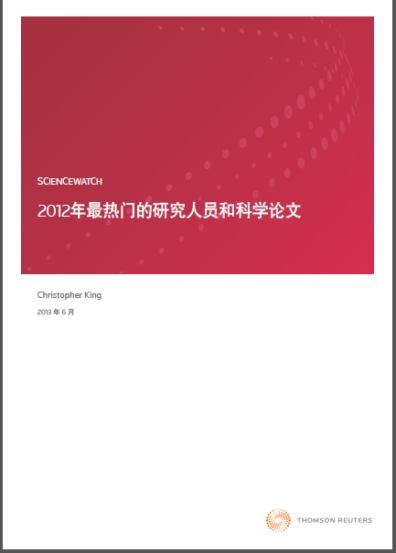 SCIENCEWATCH
2012年最热门的研究人员和科学论文
Christopher King
2013 年 6 月
THOMSON REUTERS™